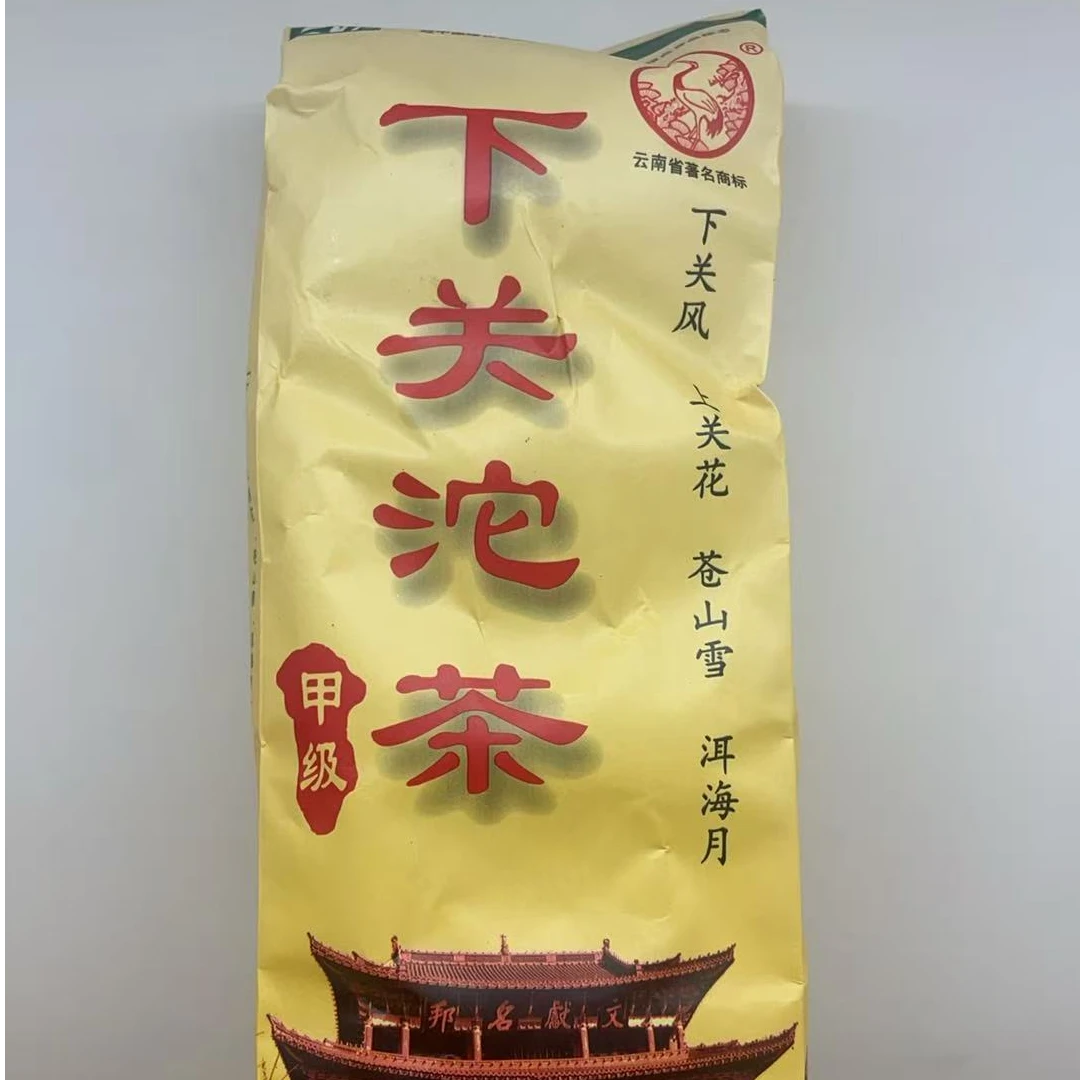 ®
云南省著名商标
下关沱茶
下关风 上关花 苍山雪 洱海月
甲级
文献名邦